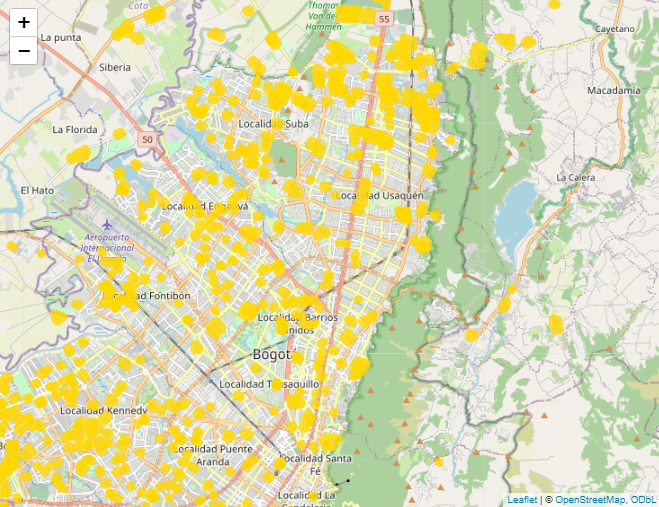 +
−
Cota
La punta
Siberia
Thomas
Van der
Hammen
55
Cayetano
Macadamia
La Florida
50
Localidad Suba
La Calera
El Hato
Localidad Usaquén
Localidad Engativá
Aeropuerto
Internacional
El Dorado
Localidad Fontibón
Localidad Barrios
Unidos
Bogotá
Localidad Teusaquillo
Localidad Kennedy
Localidad Puente
Aranda
Localidad Santa
Fé
Localidad La
Candelaria
Leaflet | © OpenStreetMap, ODbL